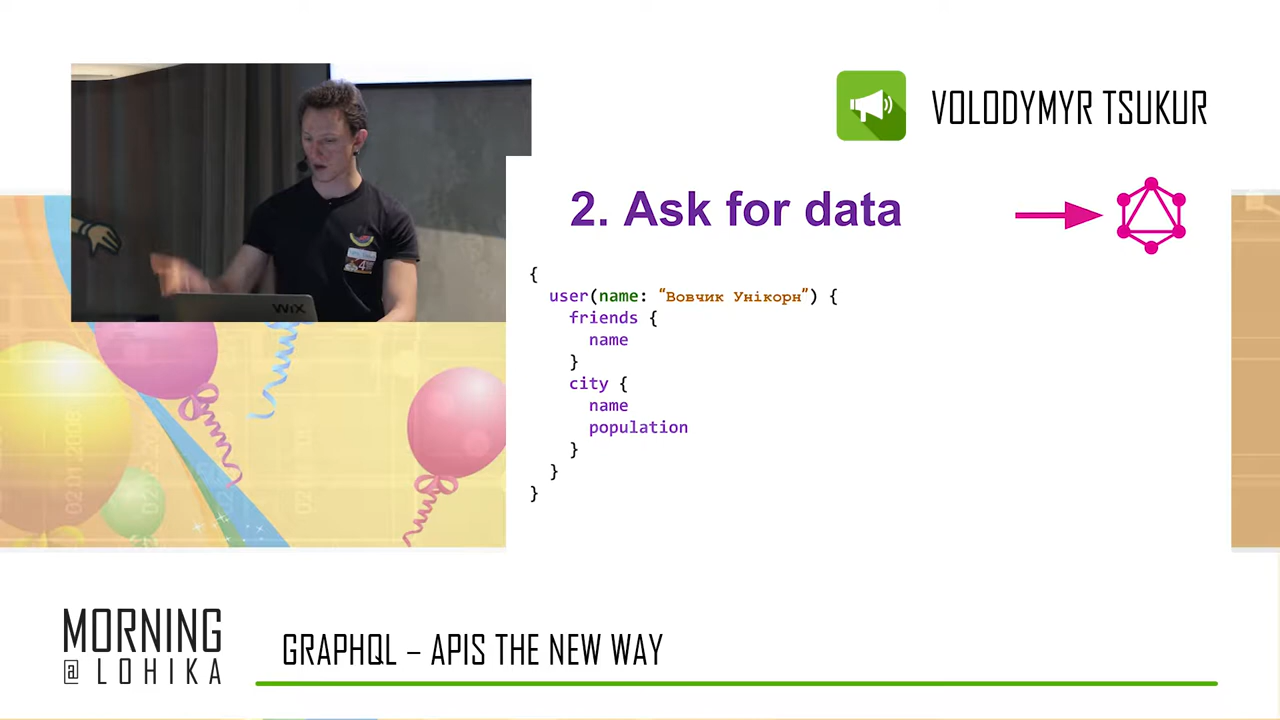 VOLODYMYR TSUKUR
2. Ask for data
{
user(name: “Вовчик Унікорн”) {
friends {
name
}
city {
name
population
}
}
}
WiX
MORNING
@ LOHIKA
GRAPHQL – APIS THE NEW WAY